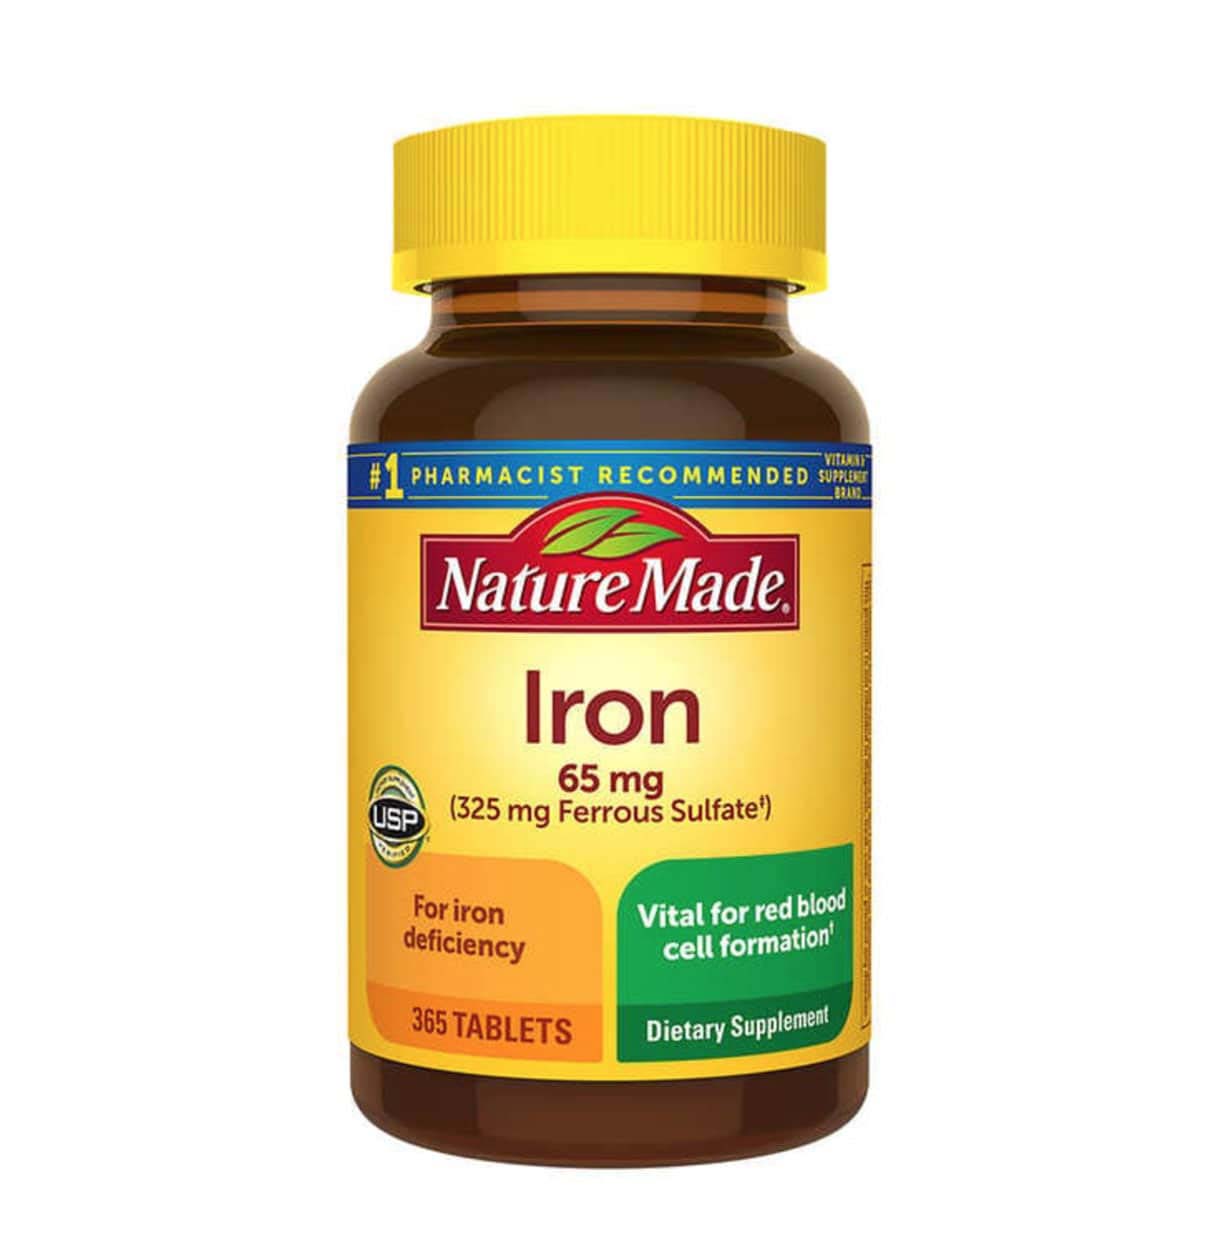 #1 PHARMACIST RECOMMENDED
VITAMIN &
SUPPLEMENT
BRAND
Nature Made®
Iron
65 mg
(325 mg Ferrous Sulfate‡)
USP
VERIFIED
For iron
deficiency
365 TABLETS
Vital for red blood
cell formation†
Dietary Supplement